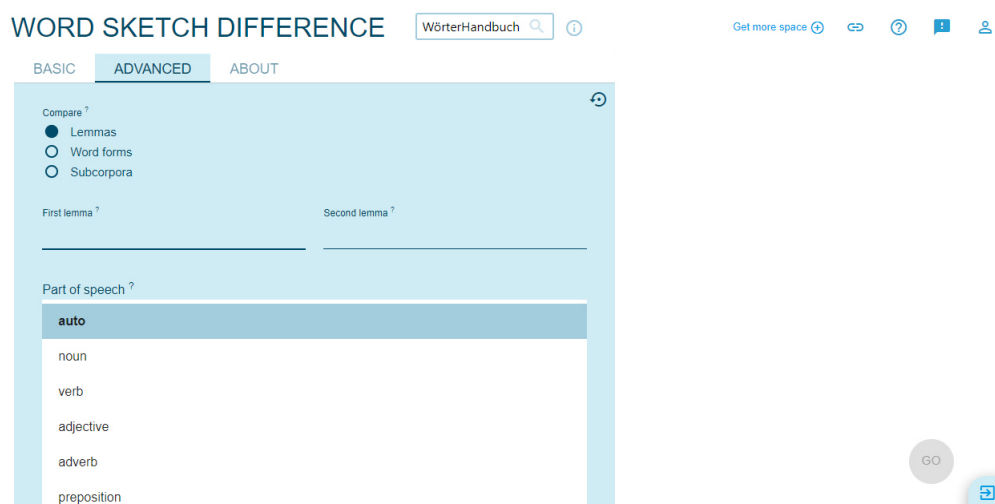 WORD SKETCH DIFFERENCE WörterHandbuch Get more space
BASIC ADVANCED ABOUT
Compare ?
Lemmas
Word forms
Subcorpora
First lemma ? Second lemma ?
Part of speech ?
auto
noun
verb
adjective
adverb
preposition
GO